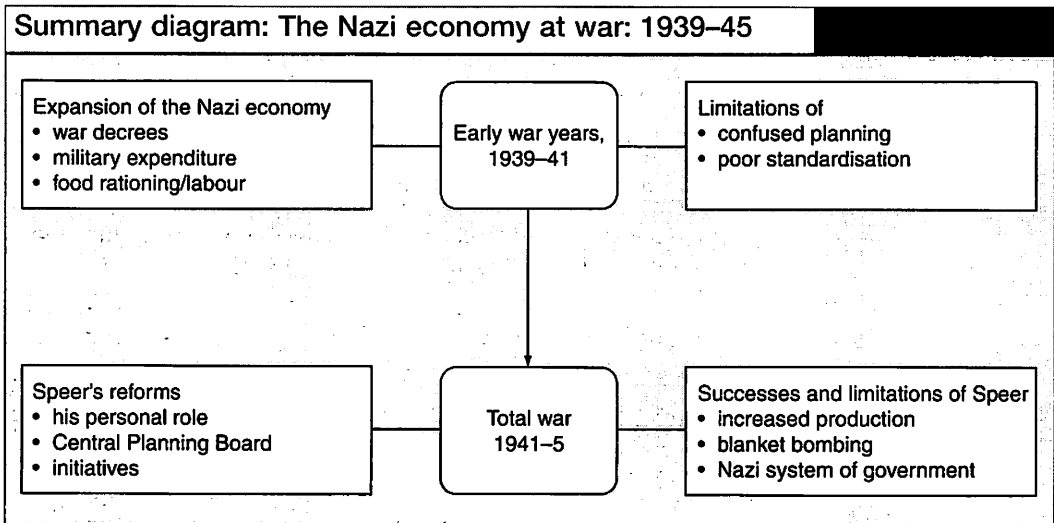 Summary diagram: The Nazi economy at war: 1939–45
Expansion of the Nazi economy
• war decrees
• military expenditure
• food rationing/labour
Early war years,
1939–41
Limitations of
• confused planning
• poor standardisation
Speer's reforms
• his personal role
• Central Planning Board
• initiatives
Total war
1941–5
Successes and limitations of Speer
• increased production
• blanket bombing
• Nazi system of government